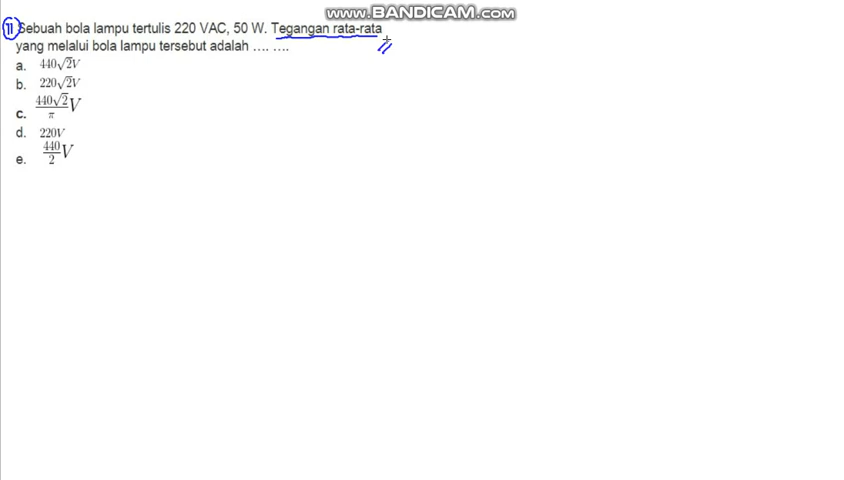 www.BANDICAM.com
11 Sebuah bola lampu tertulis 220 VAC, 50 W. Tegangan rata-rata
yang melalui bola lampu tersebut adalah .... ....
a. 440√2V
b. 220√2V
c. 440√2/π V
d. 220V
e. 440/2 V